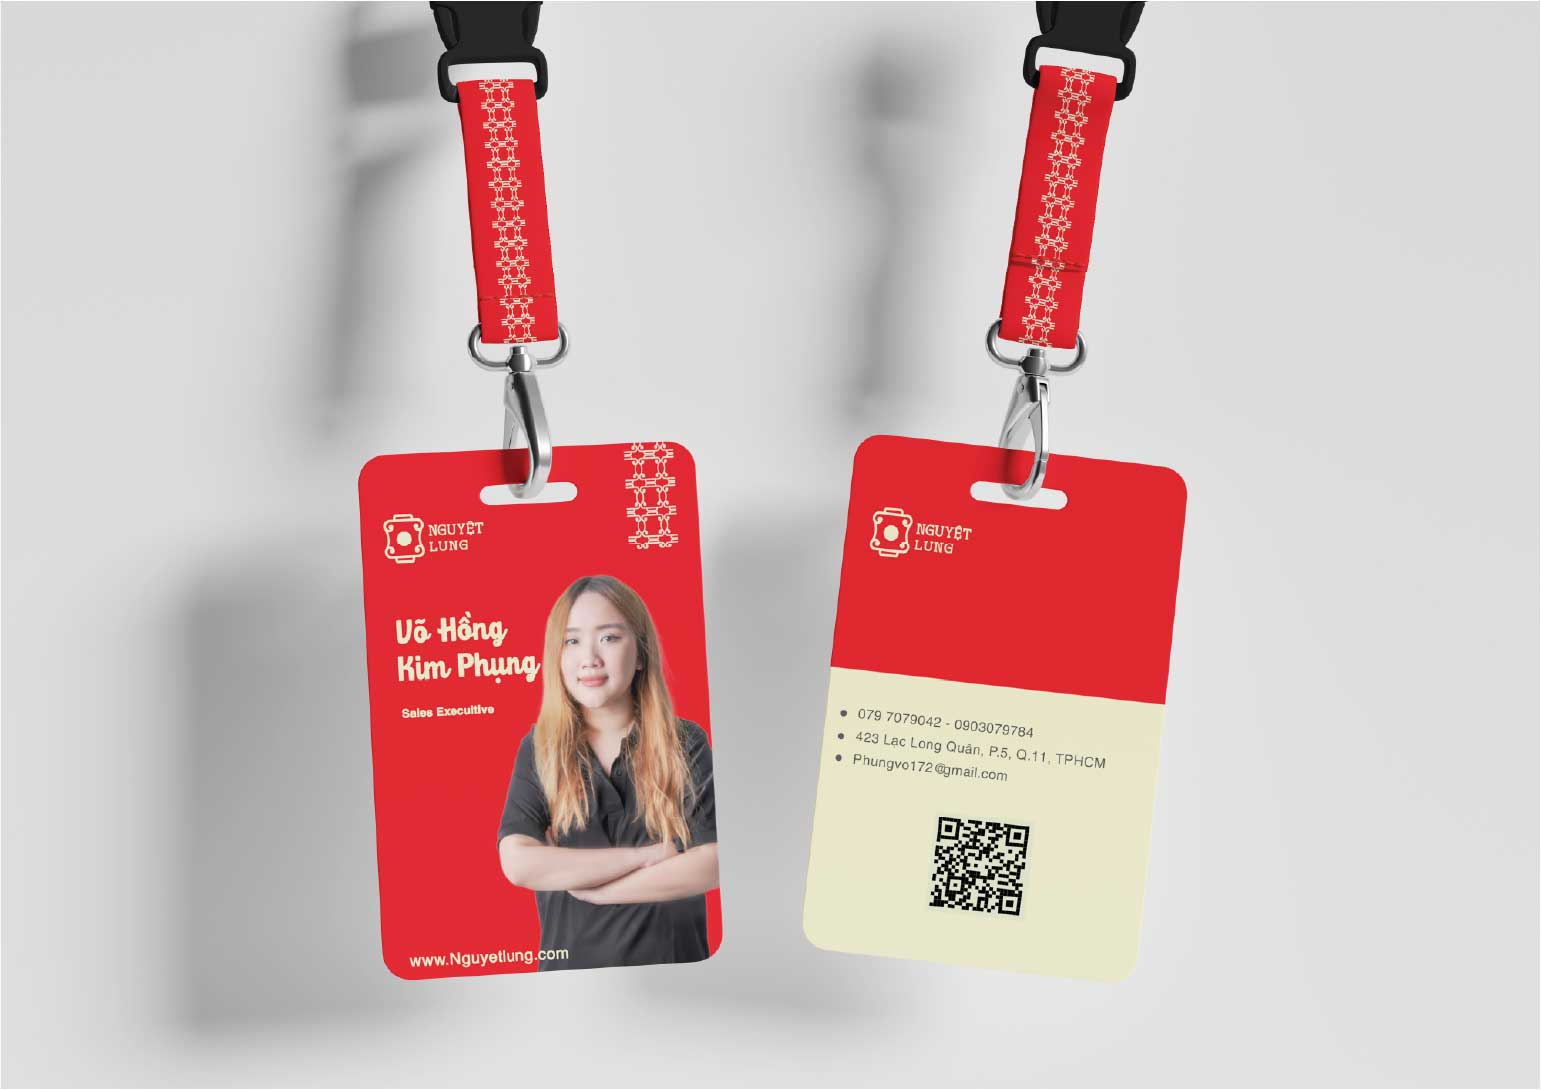 NGUYỆT
LUNG
Võ Hồng
Kim Phụng
Sales Executive
www.Nguyetlung.com
NGUYỆT
LUNG
079 7079042 - 0903079784
423 Lạc Long Quân, P.5, Q.11, TPHCM
Phungvo172@gmail.com